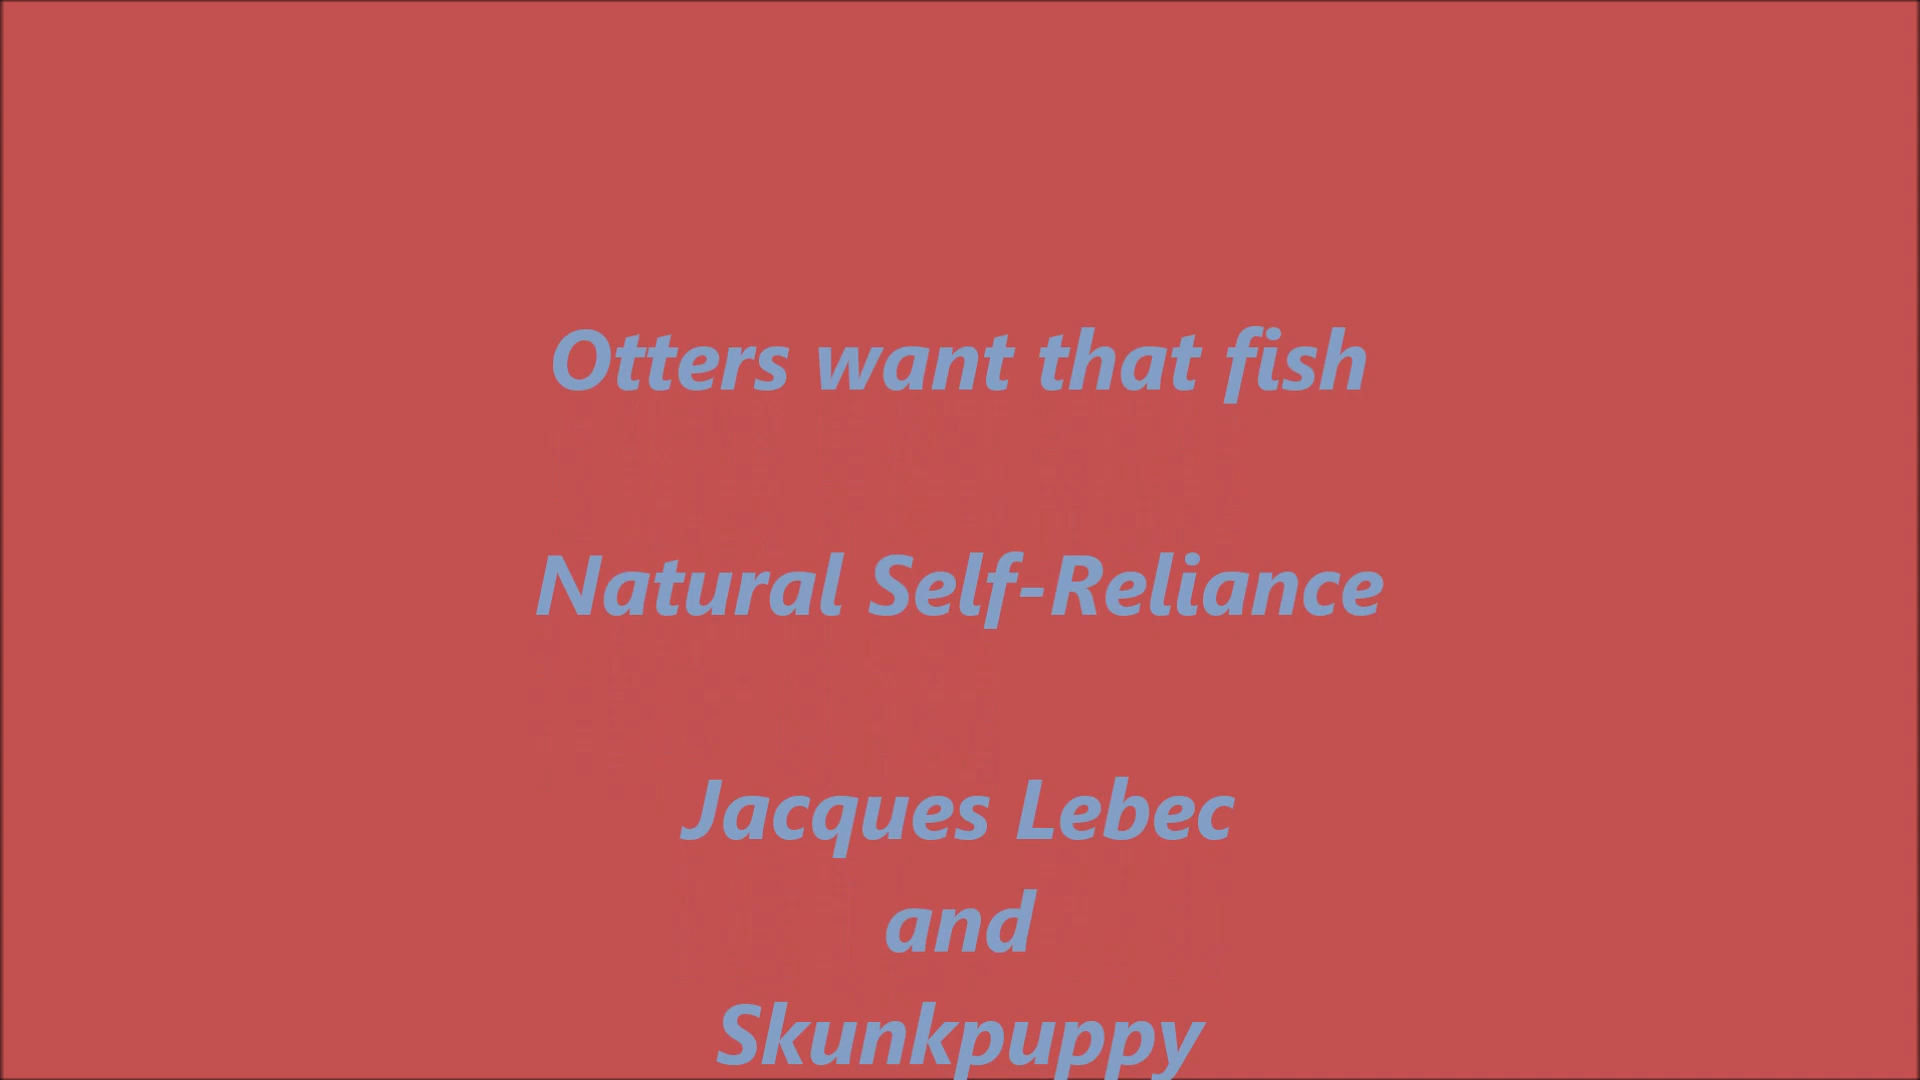 Otters want that fish
Natural Self-Reliance
Jacques Lebec
and
Skunkpuppy